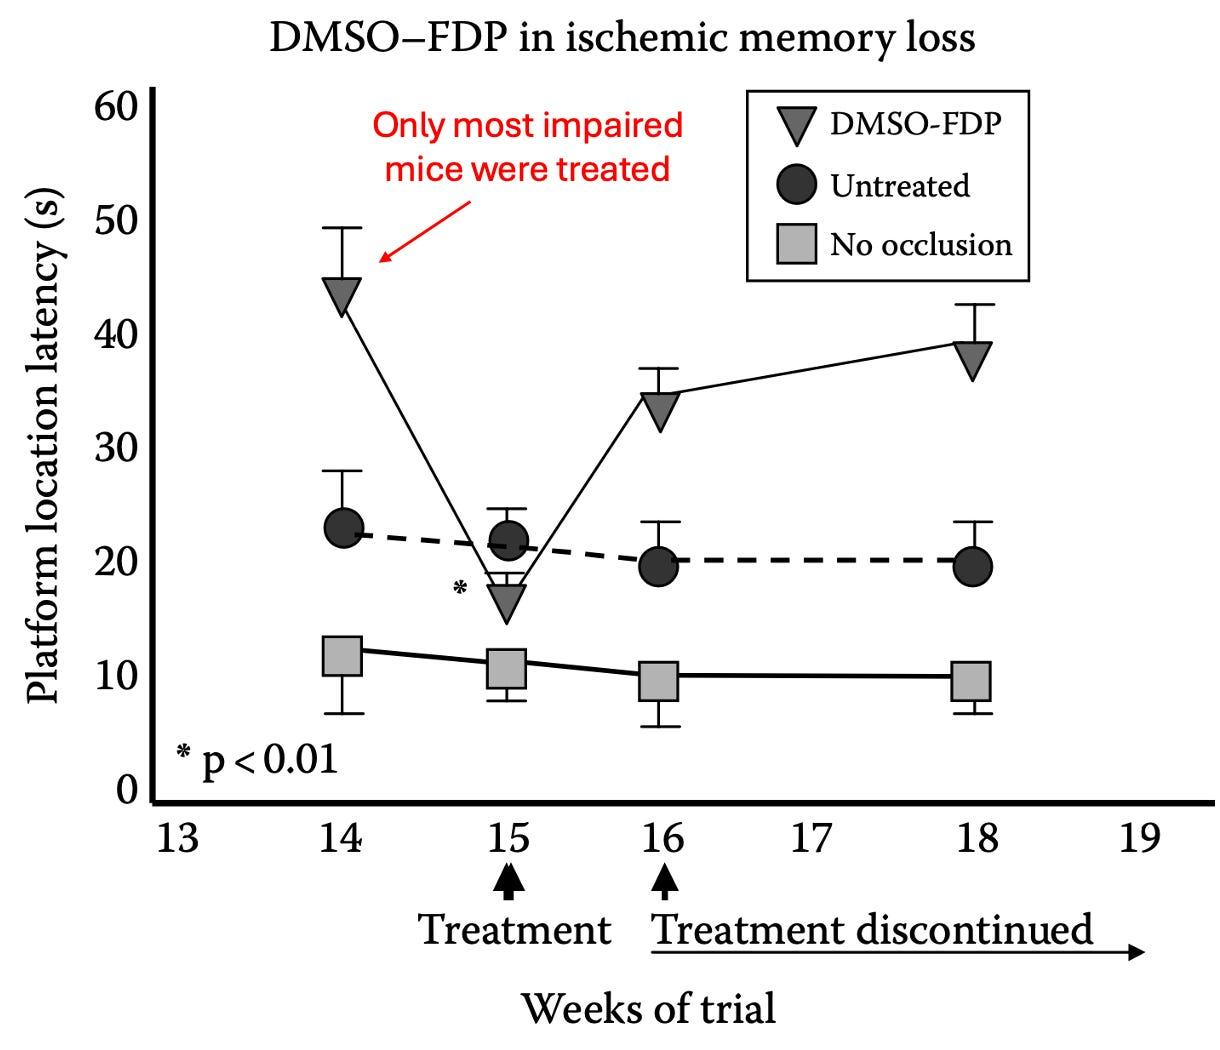 DMSO–FDP in ischemic memory loss
60
50
40
30
20
10
0
Platform location latency (s)
Only most impaired
mice were treated
DMSO-FDP
Untreated
No occlusion
*
* p < 0.01
13 14 15 16 17 18 19
Treatment
Treatment discontinued
Weeks of trial